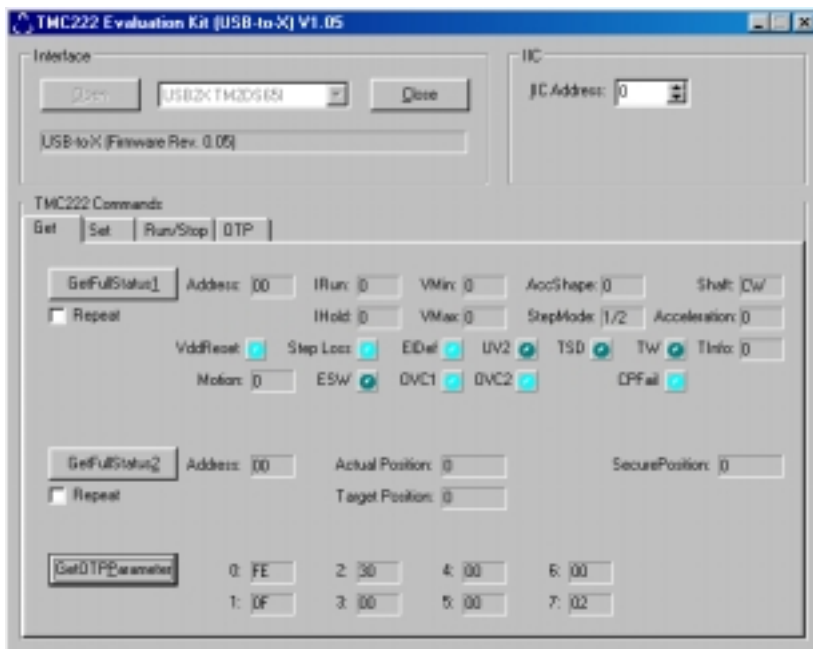 TMC222 Evaluation Kit (USB-to-X) V1.05
Interface
IIC
Open
Close
IIC Address: 0
USB-to-X (Firmware Rev. 0.05)
TMC222 Commands
Get Set Run/Stop OTP
GetFullStatus1 Address: 00 IRun: 0 VMin: 0 AccShape: 0 Shaft: CW
Repeat IHold: 0 VMax: 0 StepMode: 1/2 Acceleration: 0
VddReset Step Loss ElDef UV2 TSD TW TInfo: 0
Motion: 0 ESW OVC1 OVC2 CPFail
GetFullStatus2 Address: 00 Actual Position: 0 SecurePosition: 0
Repeat Target Position: 0
GetOTPParameter 0: FE 2: 30 4: 00 6: 00
1: 0F 3: 00 5: 00 7: 02